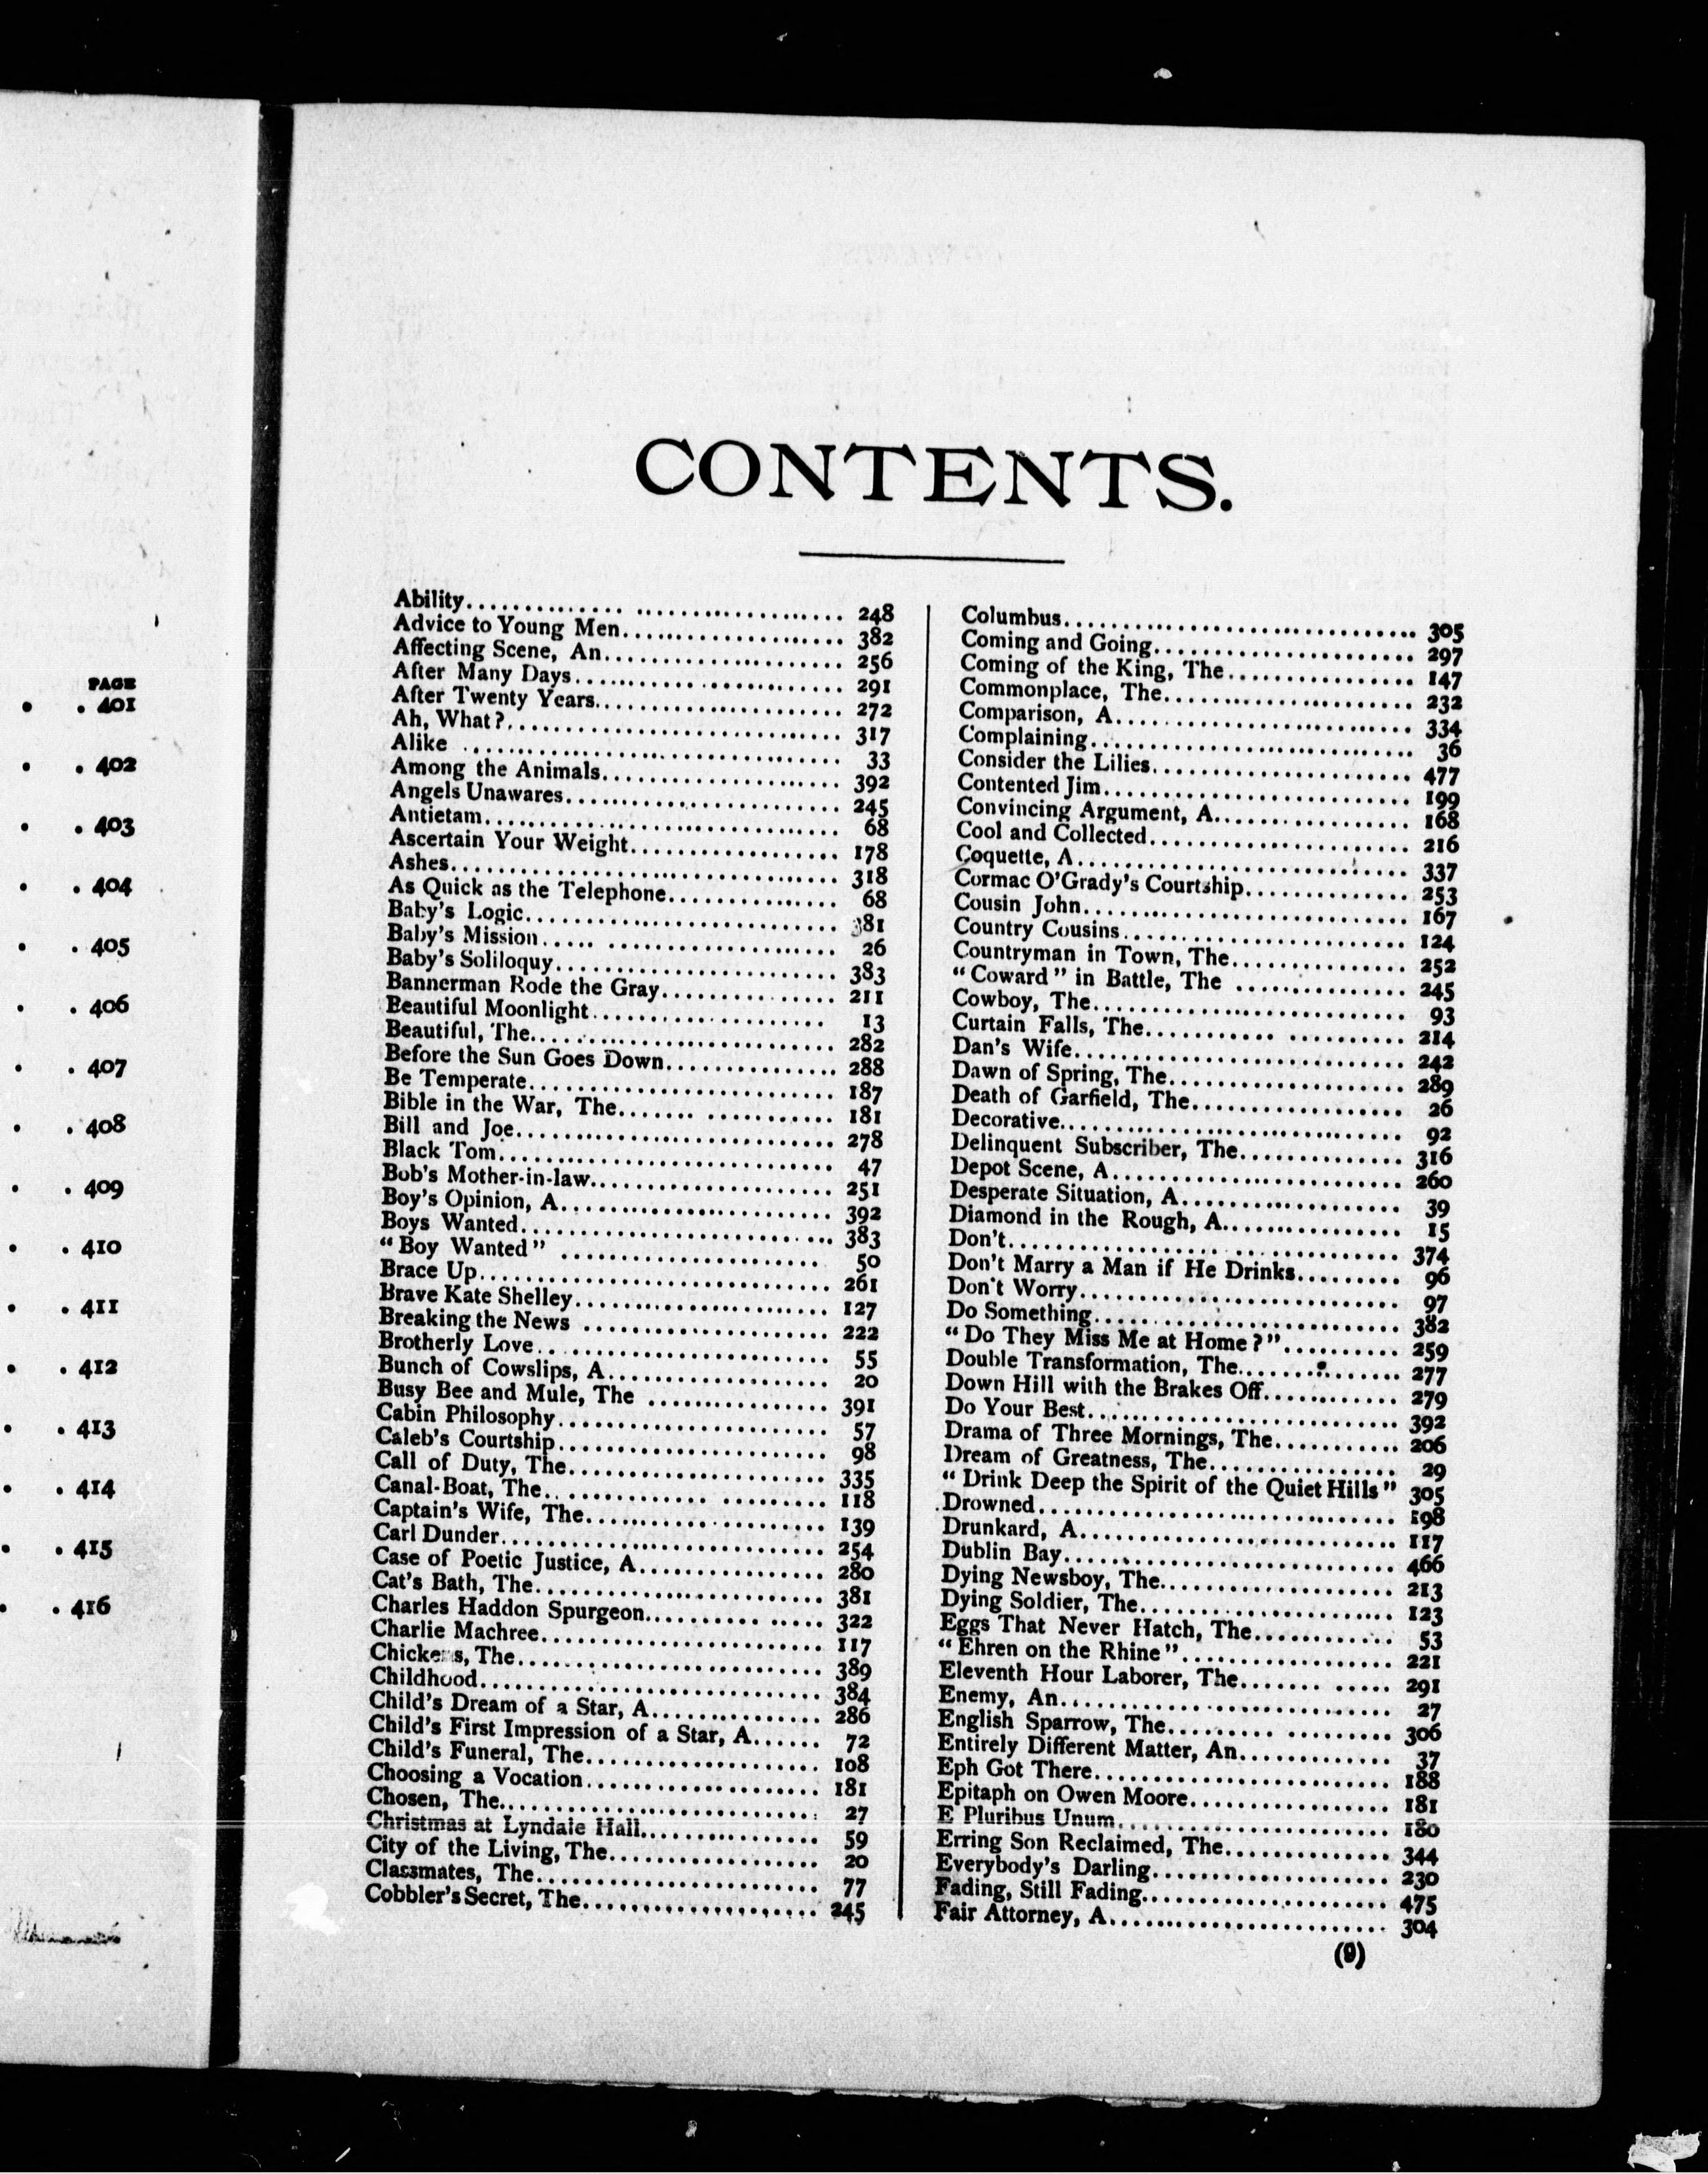 PAGE
. . 401
. . 402
. . 403
. . 404
. . 405
. . 406
. . 407
. . 408
. . 409
. . 410
. . 411
. . 412
. . 413
. . 414
. . 415
. . 416
CONTENTS.
Ability........ 248
Advice to Young Men........ 382
Affecting Scene, An........ 256
After Many Days........ 291
After Twenty Years........ 272
Ah, What?........ 317
Alike ........ 33
Among the Animals........ 392
Angels Unawares........ 245
Antietam........ 68
Ascertain Your Weight........ 178
Ashes........ 318
As Quick as the Telephone........ 68
Baby's Logic........ 381
Baby's Mission........ 26
Baby's Soliloquy........ 383
Bannerman Rode the Gray........ 211
Beautiful Moonlight........ 13
Beautiful, The........ 282
Before the Sun Goes Down........ 288
Be Temperate........ 187
Bible in the War, The........ 181
Bill and Joe........ 278
Black Tom........ 47
Bob's Mother-in-law........ 251
Boy's Opinion, A........ 392
Boys Wanted........ 383
"Boy Wanted" ........ 50
Brace Up........ 261
Brave Kate Shelley........ 127
Breaking the News ........ 222
Brotherly Love........ 55
Bunch of Cowslips, A........ 20
Busy Bee and Mule, The ........ 391
Cabin Philosophy........ 57
Caleb's Courtship........ 98
Call of Duty, The........ 335
Canal-Boat, The........ 118
Captain's Wife, The........ 139
Carl Dunder........ 254
Case of Poetic Justice, A........ 280
Cat's Bath, The........ 381
Charles Haddon Spurgeon........ 322
Charlie Machree........ 117
Chickens, The........ 389
Childhood........ 384
Child's Dream of a Star, A........ 286
Child's First Impression of a Star, A...... 72
Child's Funeral, The........ 108
Choosing a Vocation........ 181
Chosen, The........ 27
Christmas at Lyndale Hall........ 59
City of the Living, The........ 20
Classmates, The........ 77
Cobbler's Secret, The........ 245
Columbus........ 305
Coming and Going........ 297
Coming of the King, The........ 147
Commonplace, The........ 232
Comparison, A........ 334
Complaining........ 36
Consider the Lilies........ 477
Contented Jim........ 199
Convincing Argument, A........ 168
Cool and Collected........ 216
Coquette, A........ 337
Cormac O'Grady's Courtship........ 253
Cousin John........ 167
Country Cousins........ 124
Countryman in Town, The........ 252
"Coward" in Battle, The ........ 245
Cowboy, The........ 93
Curtain Falls, The........ 214
Dan's Wife........ 242
Dawn of Spring, The........ 289
Death of Garfield, The........ 26
Decorative........ 92
Delinquent Subscriber, The........ 316
Depot Scene, A........ 260
Desperate Situation, A........ 39
Diamond in the Rough, A........ 15
Don't........ 374
Don't Marry a Man if He Drinks........ 96
Don't Worry........ 97
Do Something........ 382
"Do They Miss Me at Home?"........ 259
Double Transformation, The........ 277
Down Hill with the Brakes Off........ 279
Do Your Best........ 392
Drama of Three Mornings, The........ 206
Dream of Greatness, The........ 29
"Drink Deep the Spirit of the Quiet Hills" 305
Drowned........ 198
Drunkard, A........ 117
Dublin Bay........ 466
Dying Newsboy, The........ 213
Dying Soldier, The........ 123
Eggs That Never Hatch, The........ 53
"Ehren on the Rhine"........ 221
Eleventh Hour Laborer, The........ 291
Enemy, An........ 27
English Sparrow, The........ 306
Entirely Different Matter, An........ 37
Eph Got There........ 188
Epitaph on Owen Moore........ 181
E Pluribus Unum........ 180
Erring Son Reclaimed, The........ 344
Everybody's Darling........ 230
Fading, Still Fading........ 475
Fair Attorney, A........ 304
(9)